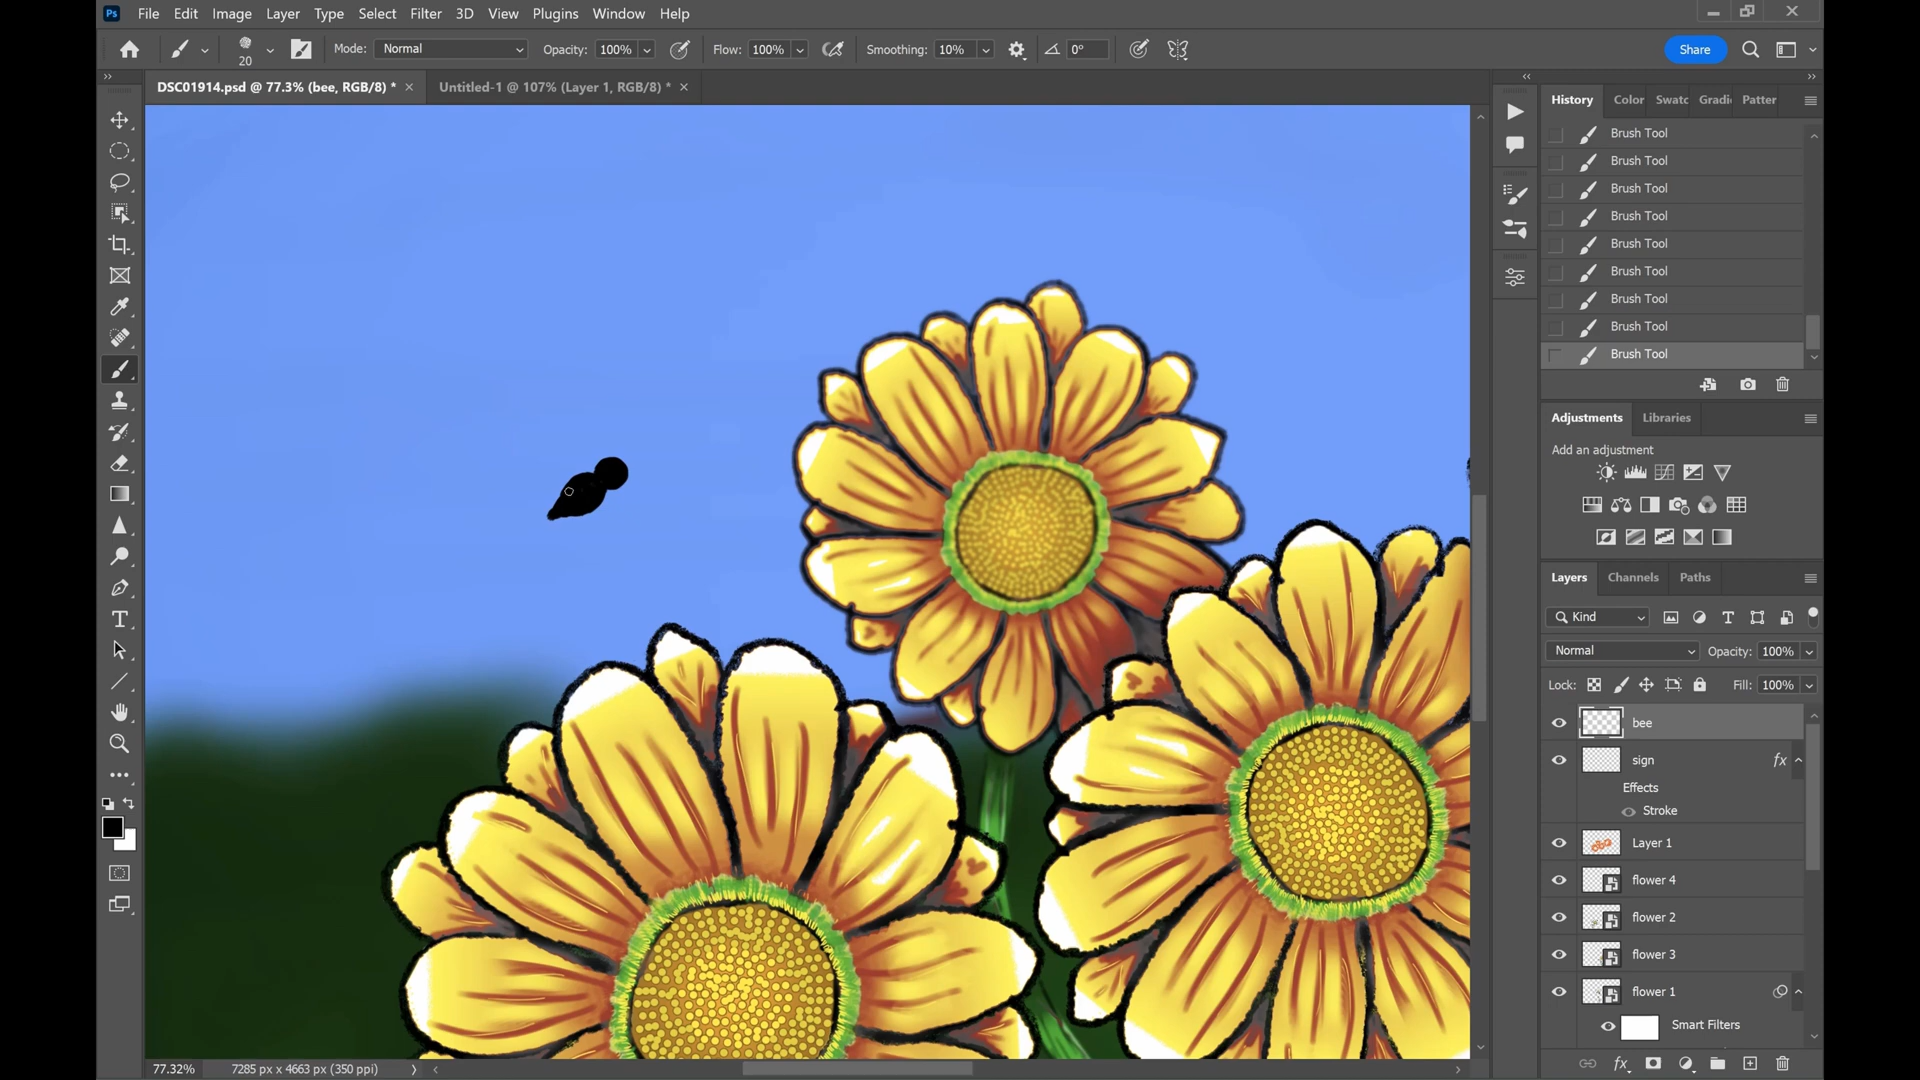 Ps File Edit Image Layer Type Select Filter 3D View Plugins Window Help
20 Mode: Normal Opacity: 100% Flow: 100% Smoothing: 10% 0° Share
DSC01914.psd @ 77.3% (bee, RGB/8) * Untitled-1 @ 107% (Layer 1, RGB/8) *
History Color Swatc Gradi Patter
Brush Tool
Brush Tool
Brush Tool
Brush Tool
Brush Tool
Brush Tool
Brush Tool
Brush Tool
Brush Tool
Adjustments Libraries
Add an adjustment
Layers Channels Paths
Kind
Normal Opacity: 100%
Lock: Fill: 100%
bee
sign fx
Effects
Stroke
Layer 1
flower 4
flower 2
flower 3
flower 1
Smart Filters
77.32% 7285 px x 4663 px (350 ppi) fx